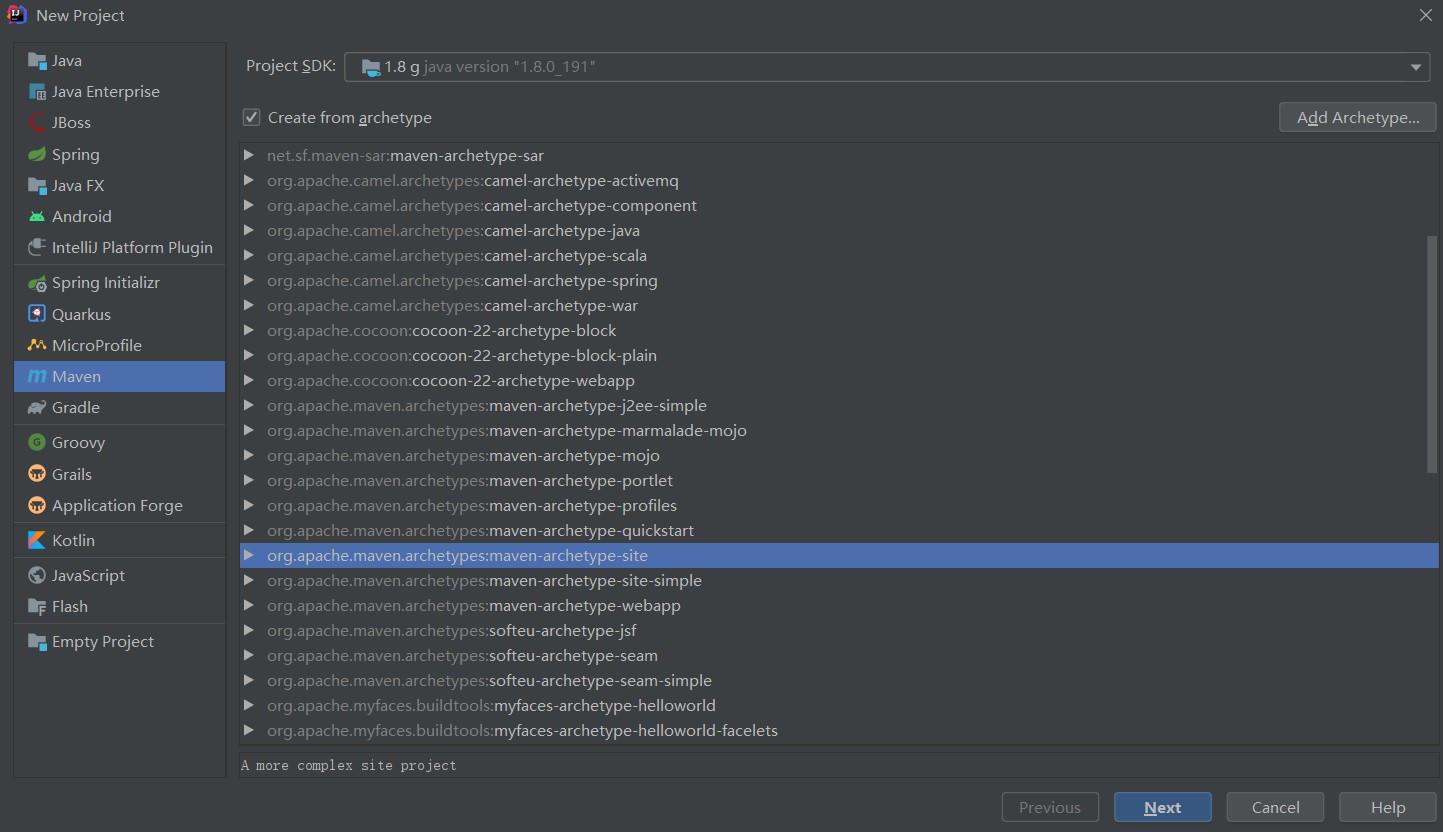 New Project
Java
Java Enterprise
JBoss
Spring
Java FX
Android
IntelliJ Platform Plugin
Spring Initializr
Quarkus
MicroProfile
Maven
Gradle
Groovy
Grails
Application Forge
Kotlin
JavaScript
Flash
Empty Project
Project SDK: 1.8 g java version "1.8.0_191"
Create from archetype
Add Archetype...
net.sf.maven-sar:maven-archetype-sar
org.apache.camel.archetypes:camel-archetype-activemq
org.apache.camel.archetypes:camel-archetype-component
org.apache.camel.archetypes:camel-archetype-java
org.apache.camel.archetypes:camel-archetype-scala
org.apache.camel.archetypes:camel-archetype-spring
org.apache.camel.archetypes:camel-archetype-war
org.apache.cocoon:cocoon-22-archetype-block
org.apache.cocoon:cocoon-22-archetype-block-plain
org.apache.cocoon:cocoon-22-archetype-webapp
org.apache.maven.archetypes:maven-archetype-j2ee-simple
org.apache.maven.archetypes:maven-archetype-marmalade-mojo
org.apache.maven.archetypes:maven-archetype-mojo
org.apache.maven.archetypes:maven-archetype-portlet
org.apache.maven.archetypes:maven-archetype-profiles
org.apache.maven.archetypes:maven-archetype-quickstart
org.apache.maven.archetypes:maven-archetype-site
org.apache.maven.archetypes:maven-archetype-site-simple
org.apache.maven.archetypes:maven-archetype-webapp
org.apache.maven.archetypes:softeu-archetype-jsf
org.apache.maven.archetypes:softeu-archetype-seam
org.apache.maven.archetypes:softeu-archetype-seam-simple
org.apache.myfaces.buildtools:myfaces-archetype-helloworld
org.apache.myfaces.buildtools:myfaces-archetype-helloworld-facelets
A more complex site project
Previous
Next
Cancel
Help